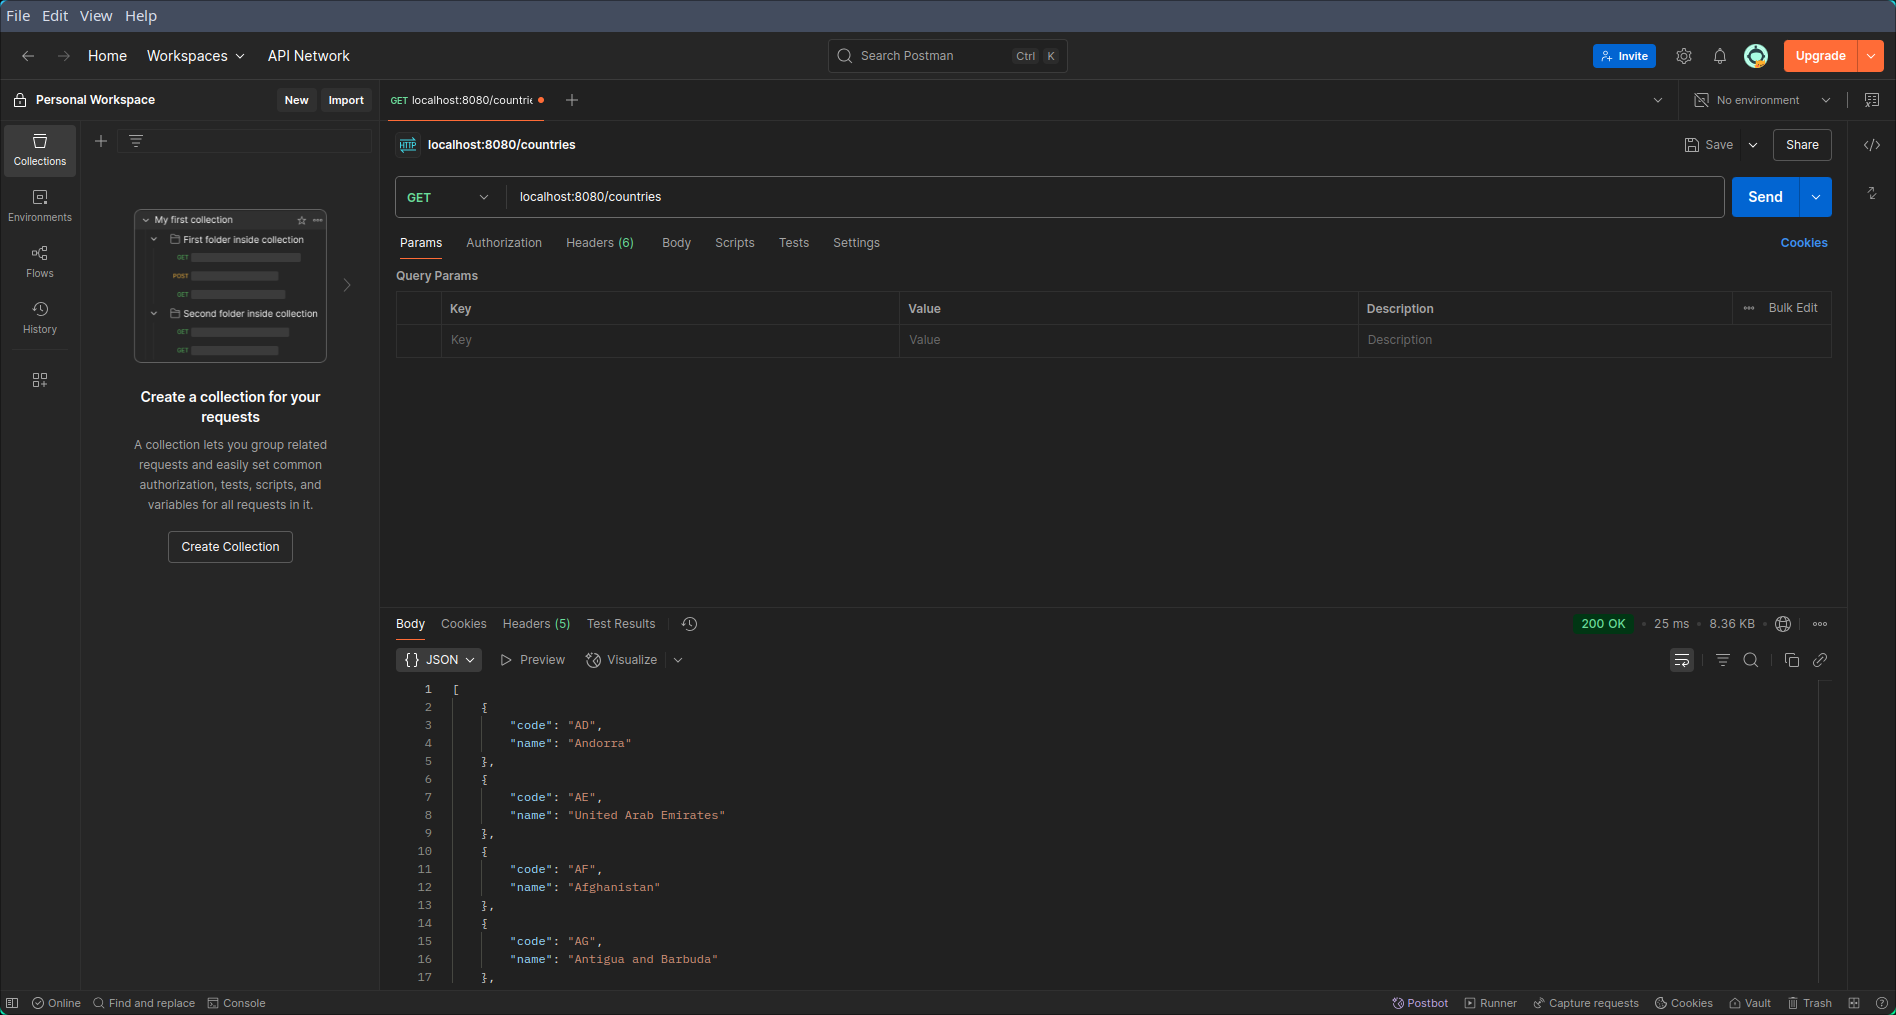 File Edit View Help
Home Workspaces API Network Search Postman Ctrl K Invite Upgrade
Personal Workspace New Import GET localhost:8080/countrie No environment
Collections
Environments
Flows
History
My first collection
First folder inside collection
GET
POST
GET
Second folder inside collection
GET
GET
Create a collection for your
requests
A collection lets you group related
requests and easily set common
authorization, tests, scripts, and
variables for all requests in it.
Create Collection
HTTP localhost:8080/countries Save Share
GET localhost:8080/countries Send
Params Authorization Headers (6) Body Scripts Tests Settings Cookies
Query Params
Key Value Description Bulk Edit
Key Value Description
Body Cookies Headers (5) Test Results 200 OK 25 ms 8.36 KB
{} JSON Preview Visualize
1 [
2 {
3 "code": "AD",
4 "name": "Andorra"
5 },
6 {
7 "code": "AE",
8 "name": "United Arab Emirates"
9 },
10 {
11 "code": "AF",
12 "name": "Afghanistan"
13 },
14 {
15 "code": "AG",
16 "name": "Antigua and Barbuda"
17 },
Online Find and replace Console Postbot Runner Capture requests Cookies Vault Trash